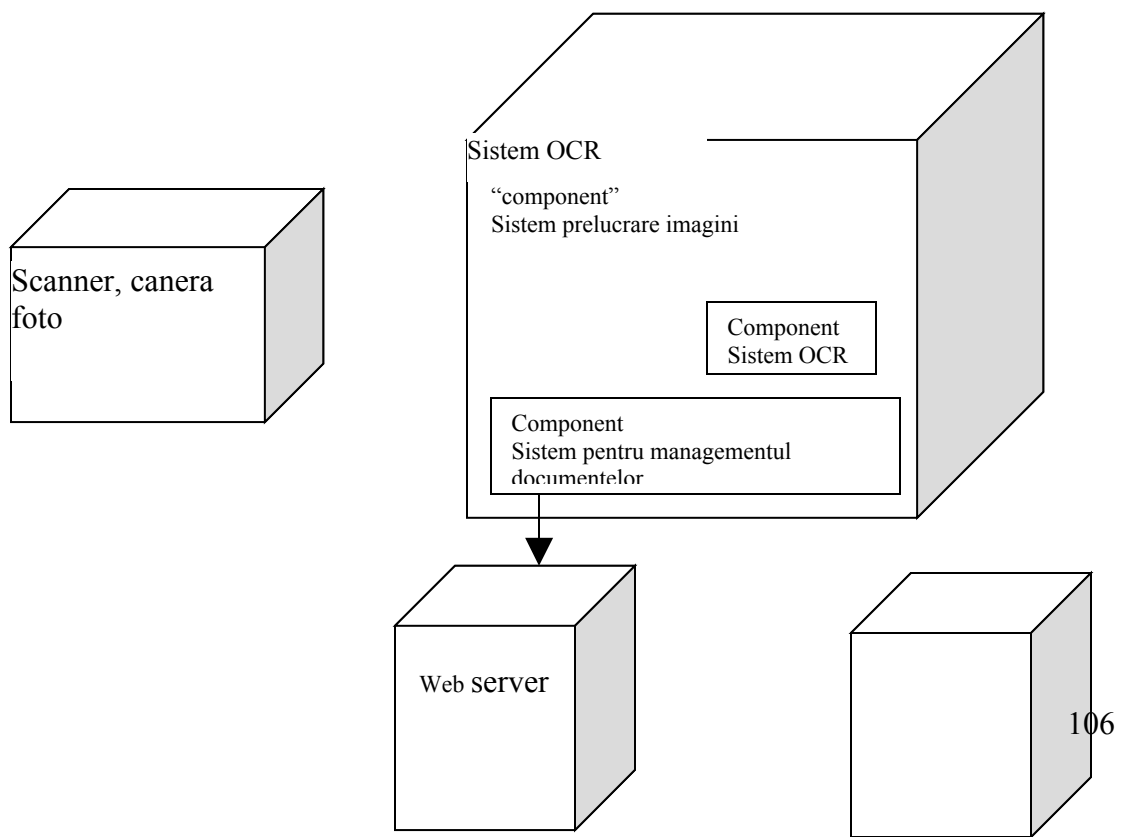 Sistem OCR
“component”
Sistem prelucrare imagini
Scanner, canera
foto
Component
Sistem OCR
Component
Sistem pentru managementul
documentelor
Web server
106